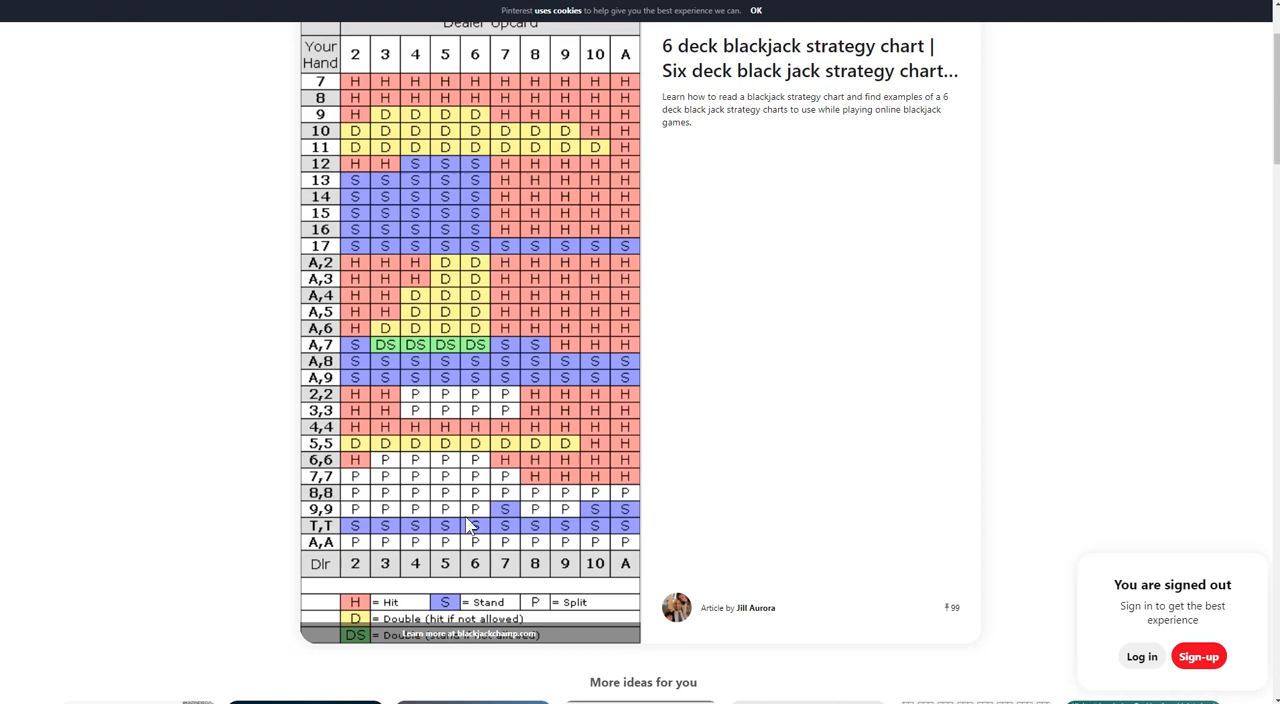 Pinterest uses cookies to help give you the best experience we can. OK
Dealer Upcard
Your Hand 2 3 4 5 6 7 8 9 10 A
7 H H H H H H H H H H
8 H H H H H H H H H H
9 H D D D D H H H H H
10 D D D D D D D D H H
11 D D D D D D D D D H
12 H H S S S H H H H H
13 S S S S S H H H H H
14 S S S S S H H H H H
15 S S S S S H H H H H
16 S S S S S H H H H H
17 S S S S S S S S S S
A,2 H H H D D H H H H H
A,3 H H H D D H H H H H
A,4 H H D D D H H H H H
A,5 H H D D D H H H H H
A,6 H D D D D H H H H H
A,7 S DS DS DS DS S S H H H
A,8 S S S S S S S S S S
A,9 S S S S S S S S S S
2,2 H H P P P P H H H H
3,3 H H P P P P H H H H
4,4 H H H H H H H H H H
5,5 D D D D D D D D H H
6,6 H P P P P H H H H H
7,7 P P P P P P H H H H
8,8 P P P P P P P P P P
9,9 P P P P P S P P S S
T,T S S S S S S S S S S
A,A P P P P P P P P P P
Dlr 2 3 4 5 6 7 8 9 10 A
H = Hit S = Stand P = Split
D = Double (hit if not allowed)
DS = Double (stand if not allowed)
Learn more at blackjackchamp.com
6 deck blackjack strategy chart |
Six deck black jack strategy chart...
Learn how to read a blackjack strategy chart and find examples of a 6
deck black jack strategy charts to use while playing online blackjack
games.
Article by Jill Aurora
99
You are signed out
Sign in to get the best
experience
Log in Sign-up
More ideas for you